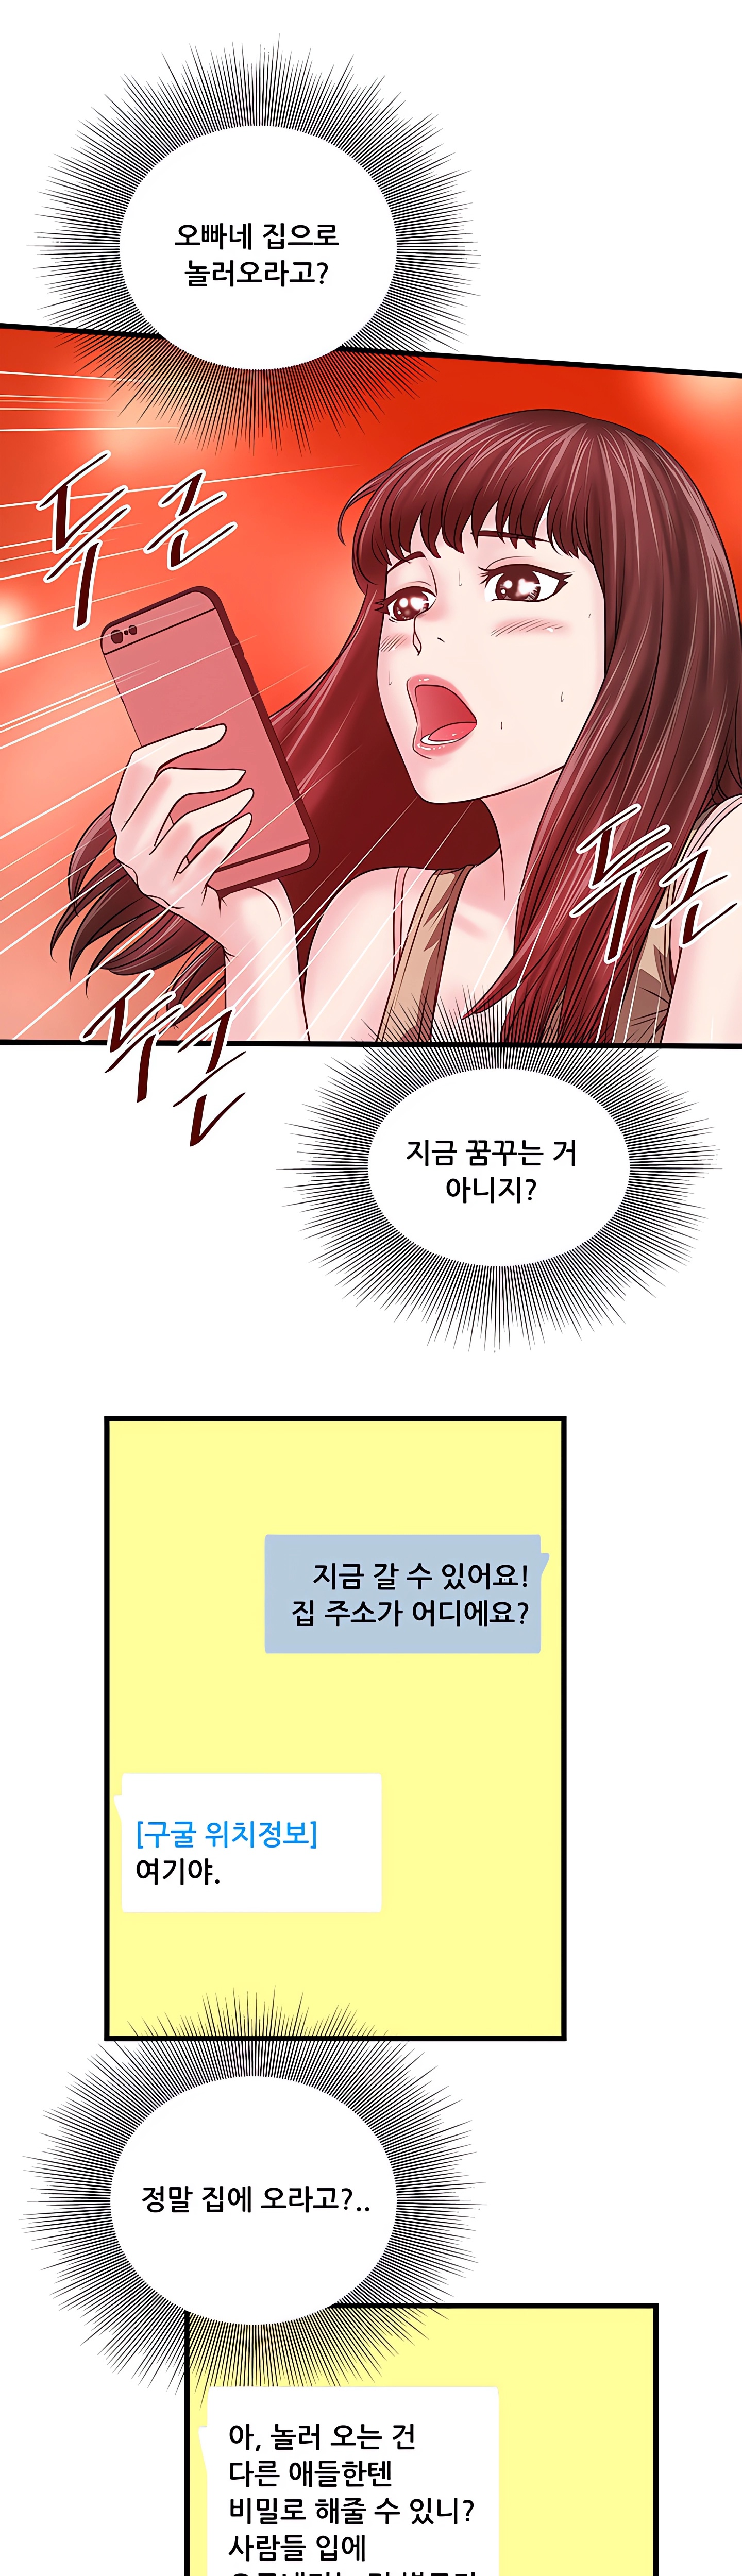 오빠네 집으로
놀러오라고?
두근
두근
두근
지금 꿈꾸는 거
아니지?
지금 갈 수 있어요!
집 주소가 어디에요?
[구굴 위치정보]
여기야.
정말 집에 오라고?..
아, 놀러 오는 건
다른 애들한텐
비밀로 해줄 수 있니?
사람들 입에